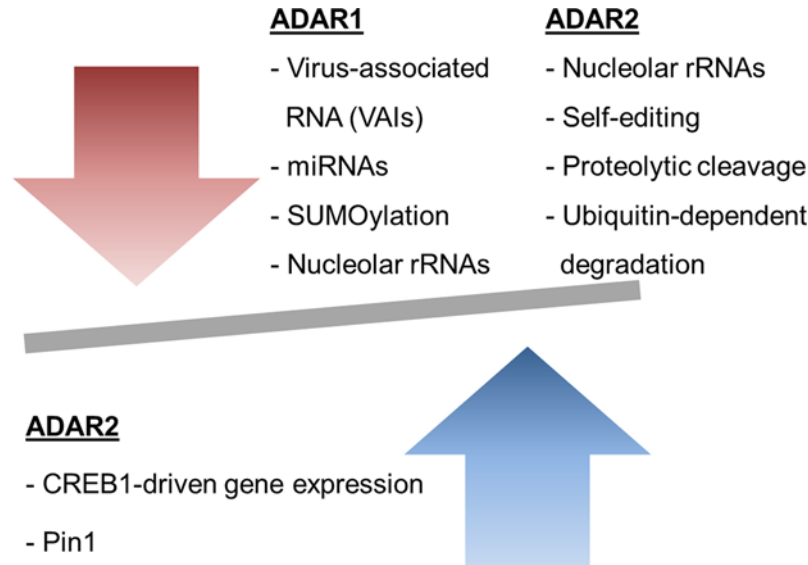 ADAR1
- Virus-associated
RNA (VAIs)
- miRNAs
- SUMOylation
- Nucleolar rRNAs
ADAR2
- Nucleolar rRNAs
- Self-editing
- Proteolytic cleavage
- Ubiquitin-dependent
degradation
ADAR2
- CREB1-driven gene expression
- Pin1